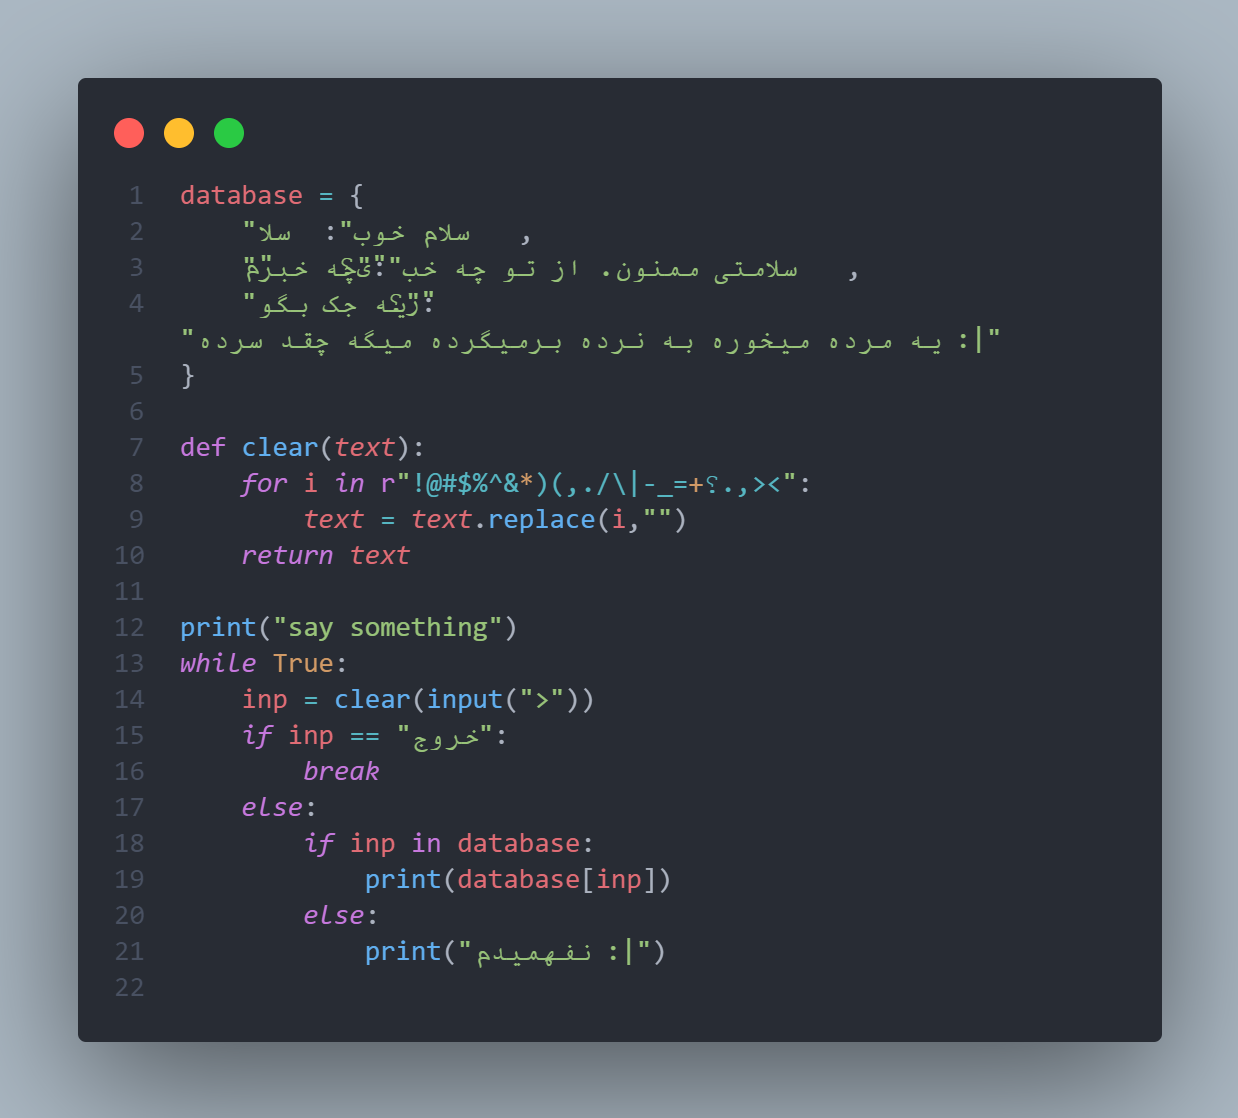 1 database = {
2 "سلا : "سلام خوب ,
3 "چه خبر "سلامتی ممنون. از تو چه خب" ,
4 "یه جک بگو :
"یه مرده میخوره به نرده برمیگرده میگه چقد سرده :|"
5 }
6
7 def clear(text):
8 for i in r"!@#$%^&*)(,./\|-_=+؟.,><":
9 text = text.replace(i,"")
10 return text
11
12 print("say something")
13 while True:
14 inp = clear(input(">"))
15 if inp == "خروج":
16 break
17 else:
18 if inp in database:
19 print(database[inp])
20 else:
21 print("نفهمیدم :|")
22